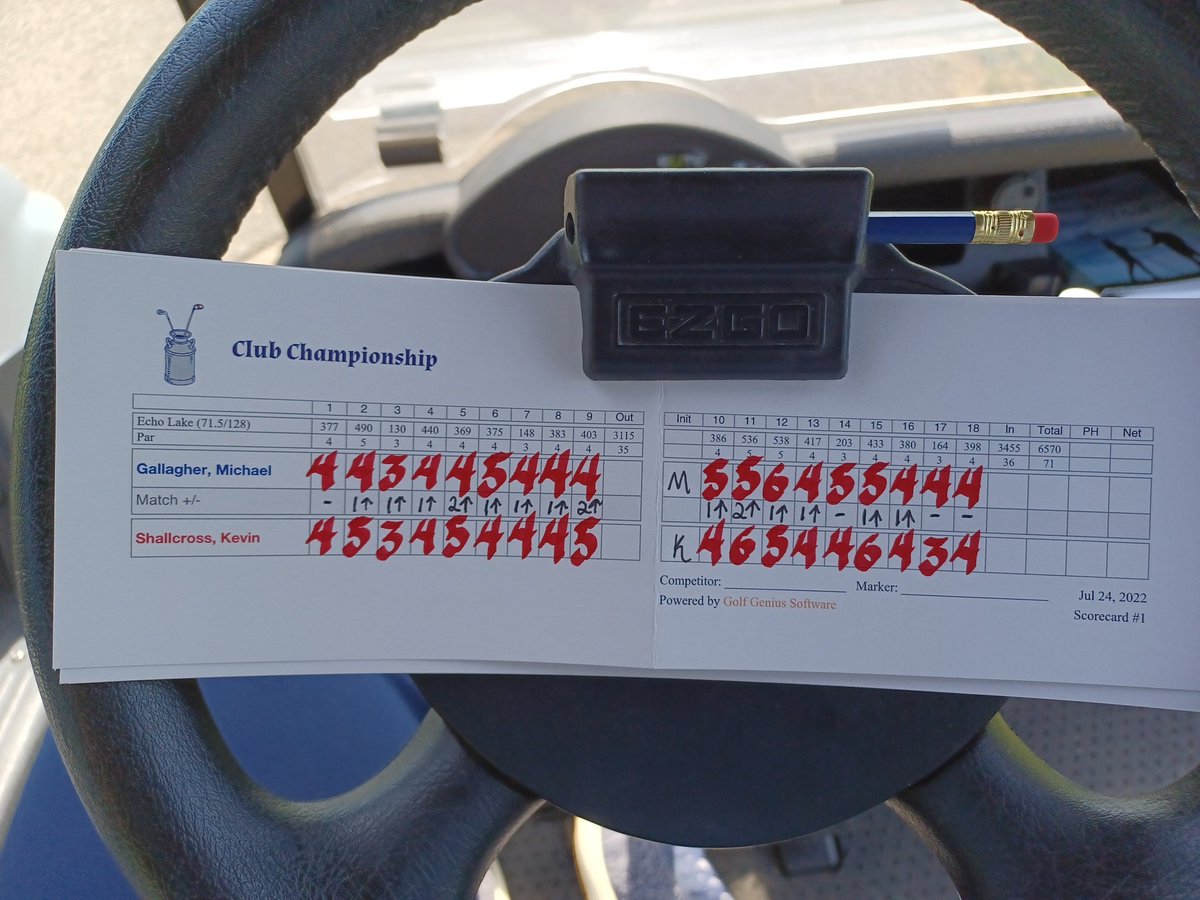 EZGO
Club Championship
1 2 3 4 5 6 7 8 9 Out
Echo Lake (71.5/128) 377 490 130 440 369 375 148 383 403 3115
Par 4 5 3 4 4 4 3 4 4 35
Gallagher, Michael 4 4 3 4 4 5 4 4 4
Match +/- - 1↑ 1↑ 1↑ 2↑ 1↑ 1↑ 1↑ 2↑
Shallcross, Kevin 4 5 3 4 5 4 4 4 5
Init 10 11 12 13 14 15 16 17 18 In Total PH Net
386 536 538 417 203 433 380 164 398 3455 6570
4 5 5 4 3 4 4 3 4 36 71
M 5 5 6 4 5 5 4 4 4
1↑ 2↑ 1↑ 1↑ - 1↑ 1↑ - -
K 4 6 5 4 4 6 4 3 4
Competitor: Marker: Jul 24, 2022
Powered by Golf Genius Software Scorecard #1